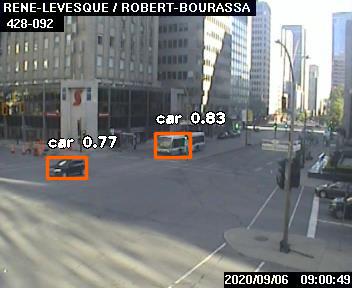 RENE-LEVESQUE / ROBERT-BOURASSA
428-092
car 0.83
car 0.77
2020/09/06 09:00:49